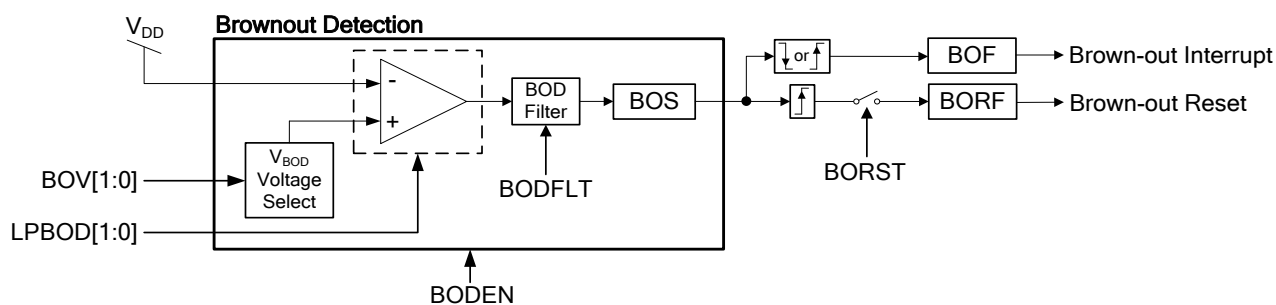 Brownout Detection
VDD
or
BOF
Brown-out Interrupt
-
BOD
Filter
BOS
BORF
Brown-out Reset
+
VBOD
Voltage
Select
BOV[1:0]
BODFLT
BORST
LPBOD[1:0]
BODEN